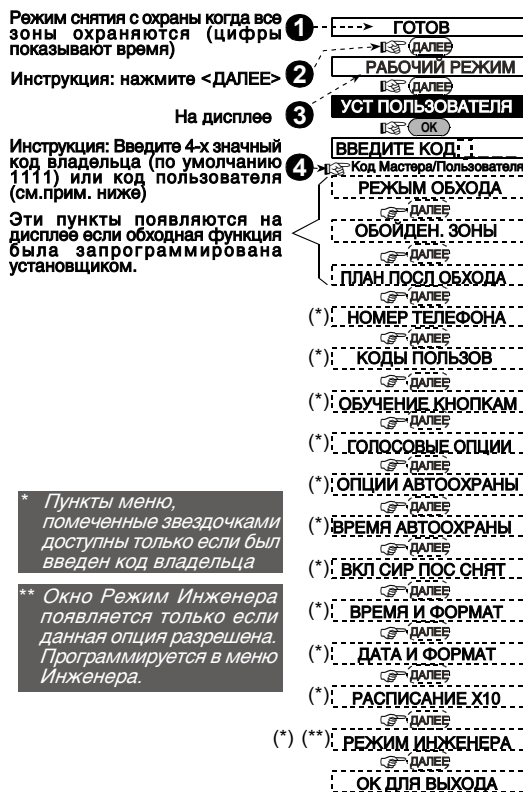 Режим снятия с охраны когда все
зоны охраняются (цифры
показывают время)
1
ГОТОВ
ДАЛЕЕ
Инструкция: нажмите <ДАЛЕЕ>
2
РАБОЧИЙ РЕЖИМ
ДАЛЕЕ
На дисплее
3
УСТ ПОЛЬЗОВАТЕЛЯ
OK
Инструкция: Введите 4-х значный
код владельца (по умолчанию
1111) или код пользователя
(см.прим. ниже)
4
ВВЕДИТЕ КОД
Код Мастера/Пользователя
Эти пункты появляются на
дисплее если обходная функция
была запрограммирована
установщиком.
РЕЖЫМ ОБХОДА
ДАЛЕЕ
ОБОЙДЕН. ЗОНЫ
ДАЛЕЕ
ПЛАН ПОСЛ ОБХОДА
ДАЛЕЕ
(*) НОМЕР ТЕЛЕФОНА
ДАЛЕЕ
(*) КОДЫ ПОЛЬЗОВ
ДАЛЕЕ
(*) ОБУЧЕНИЕ КНОПКАМ
ДАЛЕЕ
(*) ГОЛОСОВЫЕ ОПЦИИ
ДАЛЕЕ
(*) ОПЦИИ АВТООХРАНЫ
ДАЛЕЕ
(*) ВРЕМЯ АВТООХРАНЫ
ДАЛЕЕ
(*) ВКЛ СИР ПОС СНЯТ
ДАЛЕЕ
(*) ВРЕМЯ И ФОРМАТ
ДАЛЕЕ
(*) ДАТА И ФОРМАТ
ДАЛЕЕ
(*) РАСПИСАНИЕ X10
ДАЛЕЕ
(*) (**) РЕЖИМ ИНЖЕНЕРА
ДАЛЕЕ
ОК ДЛЯ ВЫХОДА
* Пункты меню,
помеченные звездочками
доступны только если был
введен код владельца
** Окно Режим Инженера
появляется только если
данная опция разрешена.
Программируется в меню
Инженера.